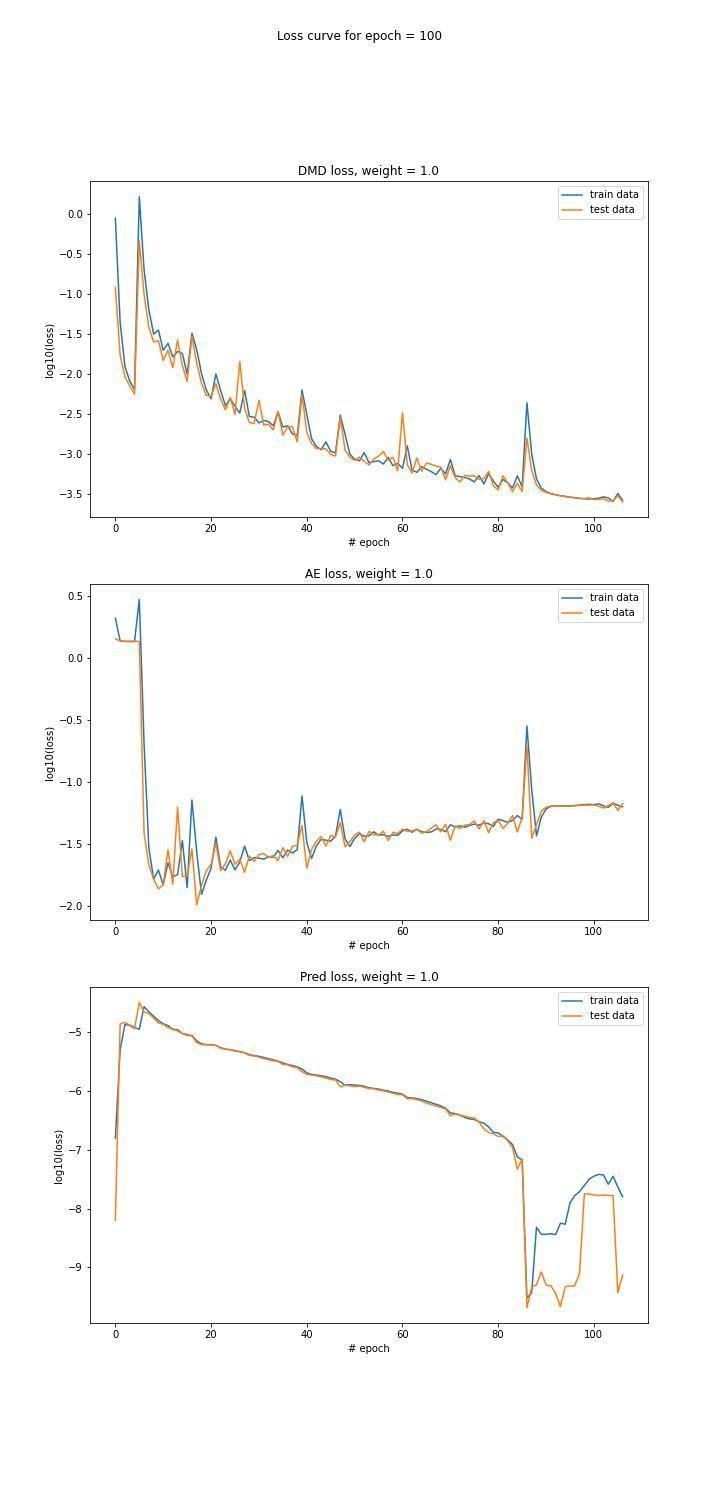 Loss curve for epoch = 100
DMD loss, weight = 1.0
train data
test data
0.0
−0.5
−1.0
−1.5
−2.0
−2.5
−3.0
−3.5
log10(loss)
0 20 40 60 80 100
# epoch
AE loss, weight = 1.0
train data
test data
0.5
0.0
−0.5
−1.0
−1.5
−2.0
log10(loss)
0 20 40 60 80 100
# epoch
Pred loss, weight = 1.0
train data
test data
−5
−6
−7
−8
−9
log10(loss)
0 20 40 60 80 100
# epoch